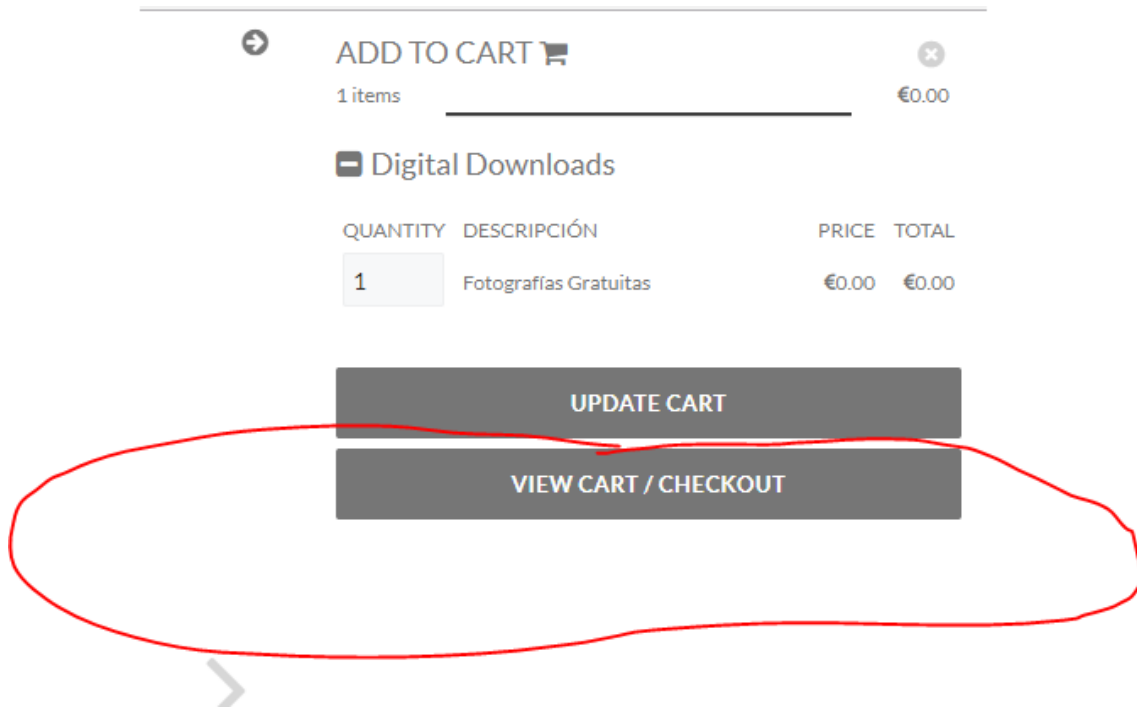 ADD TO CART
1 items €0.00
Digital Downloads
QUANTITY DESCRIPCIÓN PRICE TOTAL
1 Fotografías Gratuitas €0.00 €0.00
UPDATE CART
VIEW CART / CHECKOUT